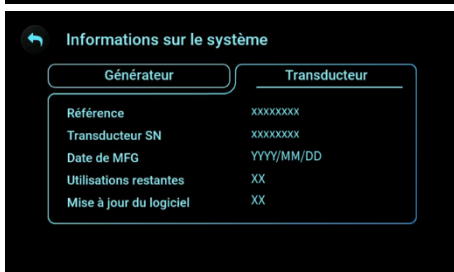 Informations sur le système
Générateur Transducteur
Référence xxxxxxxx
Transducteur SN xxxxxxxx
Date de MFG YYYY/MM/DD
Utilisations restantes XX
Mise à jour du logiciel XX